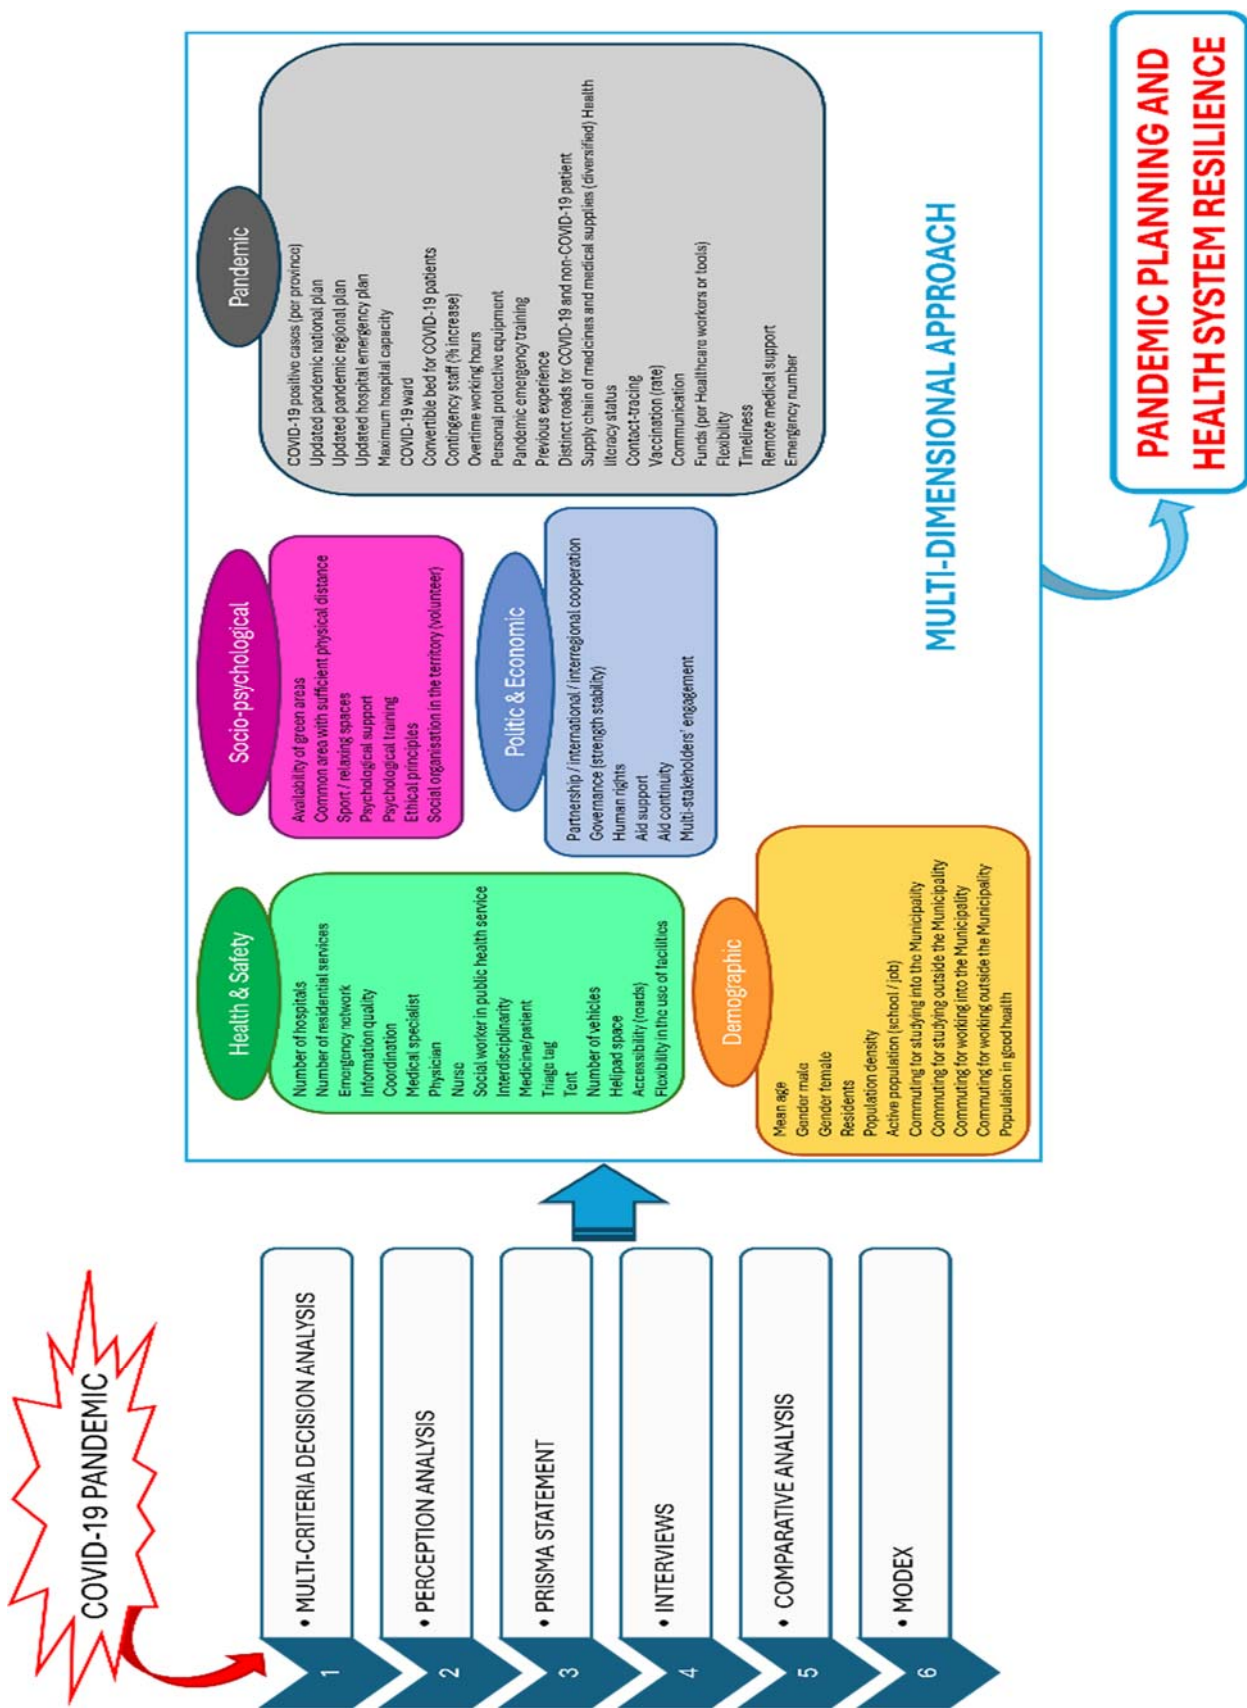 COVID-19 PANDEMIC
1
• MULTI-CRITERIA DECISION ANALYSIS
2
• PERCEPTION ANALYSIS
3
• PRISMA STATEMENT
4
• INTERVIEWS
5
• COMPARATIVE ANALYSIS
6
• MODEX
Health & Safety
Number of hospitals
Number of residential services
Emergency network
Information quality
Coordination
Medical specialist
Physician
Nurse
Social worker in public health service
Interdisciplinarity
Medicine/patient
Triage tag
Tent
Number of vehicles
Helipad space
Accessibility (roads)
Flexibility in the use of facilities
Socio-psychological
Availability of green areas
Common area with sufficient physical distance
Sport / relaxing spaces
Psychological support
Psychological training
Ethical principles
Social organisation in the territory (volunteer)
Pandemic
COVID-19 positive cases (per province)
Updated pandemic national plan
Updated pandemic regional plan
Updated hospital emergency plan
Maximum hospital capacity
COVID-19 ward
Convertible bed for COVID-19 patients
Contingency staff (% increase)
Overtime working hours
Personal protective equipment
Pandemic emergency training
Previous experience
Distinct roads for COVID-19 and non-COVID-19 patient
Supply chain of medicines and medical supplies (diversified) Health
literacy status
Contact-tracing
Vaccination (rate)
Communication
Funds (per Healthcare workers or tools)
Flexibility
Timeliness
Remote medical support
Emergency number
Politic & Economic
Partnership / international / interregional cooperation
Governance (strength stability)
Human rights
Aid support
Aid continuity
Multi-stakeholders' engagement
Demographic
Mean age
Gender male
Gender female
Residents
Population density
Active population (school / job)
Commuting for studying into the Municipality
Commuting for studying outside the Municipality
Commuting for working into the Municipality
Commuting for working outside the Municipality
Population in good health
MULTI-DIMENSIONAL APPROACH
PANDEMIC PLANNING AND
HEALTH SYSTEM RESILIENCE